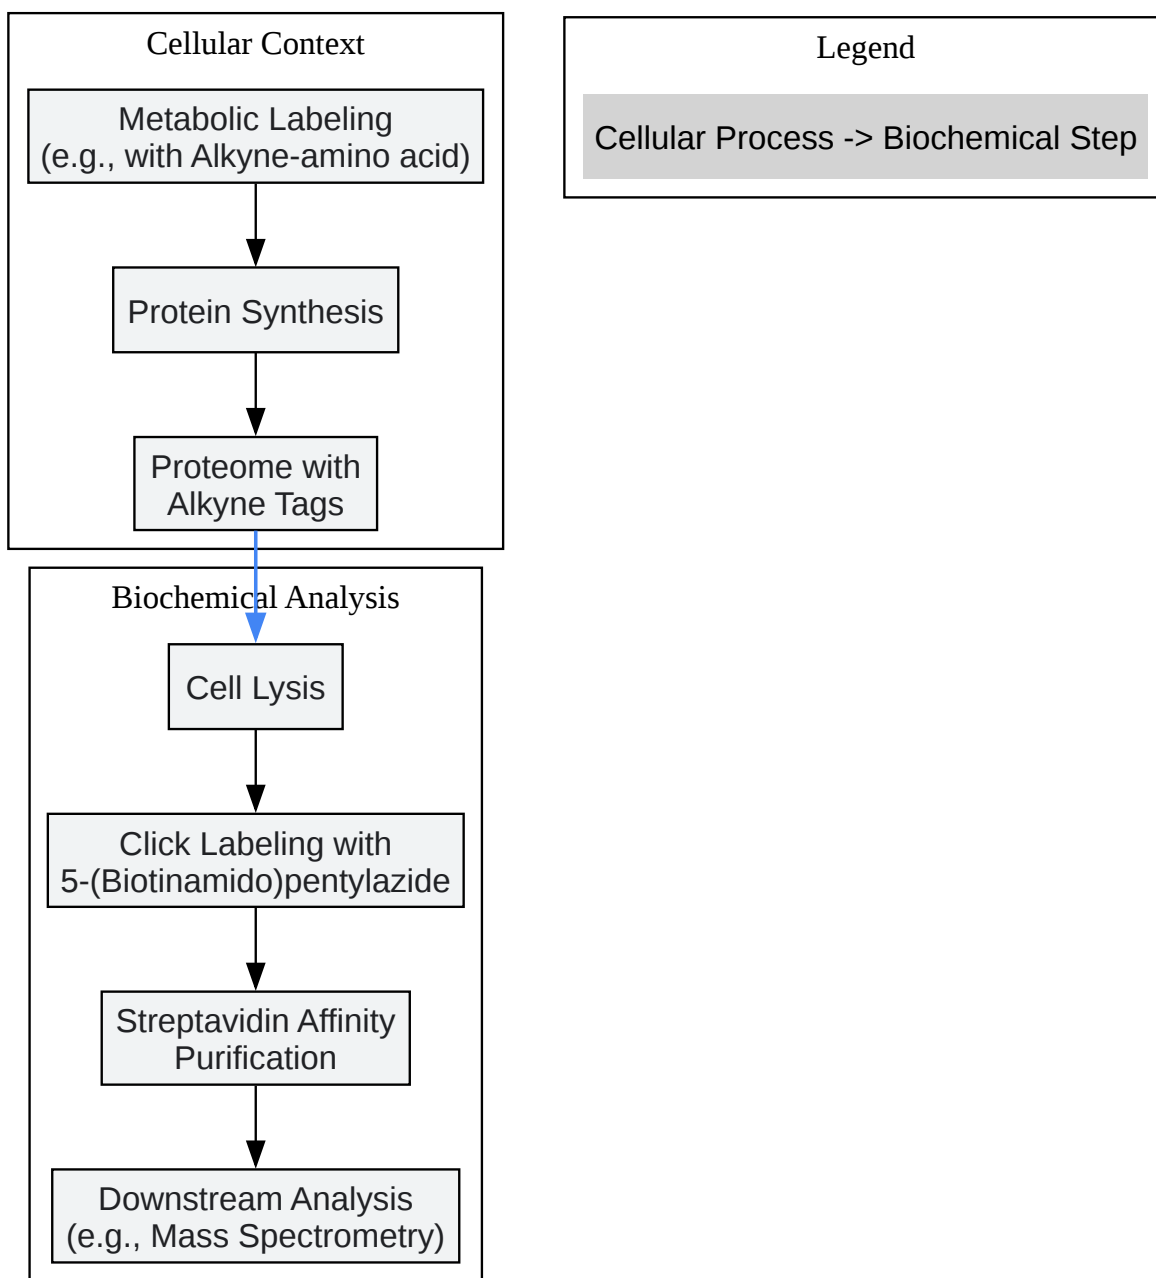 Cellular Context
Metabolic Labeling
(e.g., with Alkyne-amino acid)
Protein Synthesis
Proteome with
Alkyne Tags
Biochemical Analysis
Cell Lysis
Click Labeling with
5-(Biotinamido)pentylazide
Streptavidin Affinity
Purification
Downstream Analysis
(e.g., Mass Spectrometry)
Legend
Cellular Process -> Biochemical Step